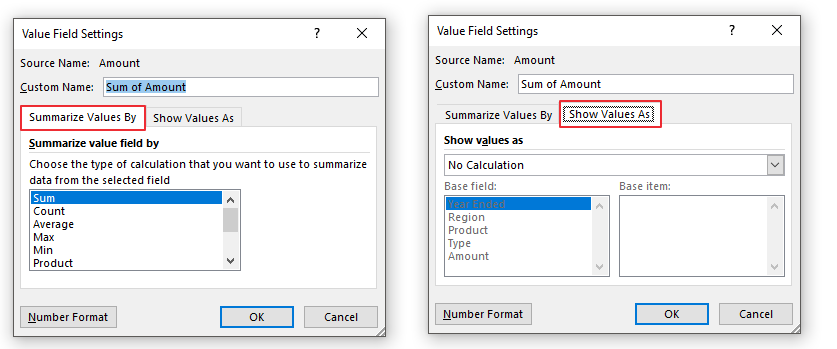 Value Field Settings ? ×
Source Name: Amount
Custom Name: Sum of Amount
Summarize Values By Show Values As
Summarize value field by
Choose the type of calculation that you want to use to summarize
data from the selected field
Sum
Count
Average
Max
Min
Product
Number Format OK Cancel
Value Field Settings ? ×
Source Name: Amount
Custom Name: Sum of Amount
Summarize Values By Show Values As
Show values as
No Calculation
Base field: Base item:
Year Ended
Region
Product
Type
Amount
Number Format OK Cancel